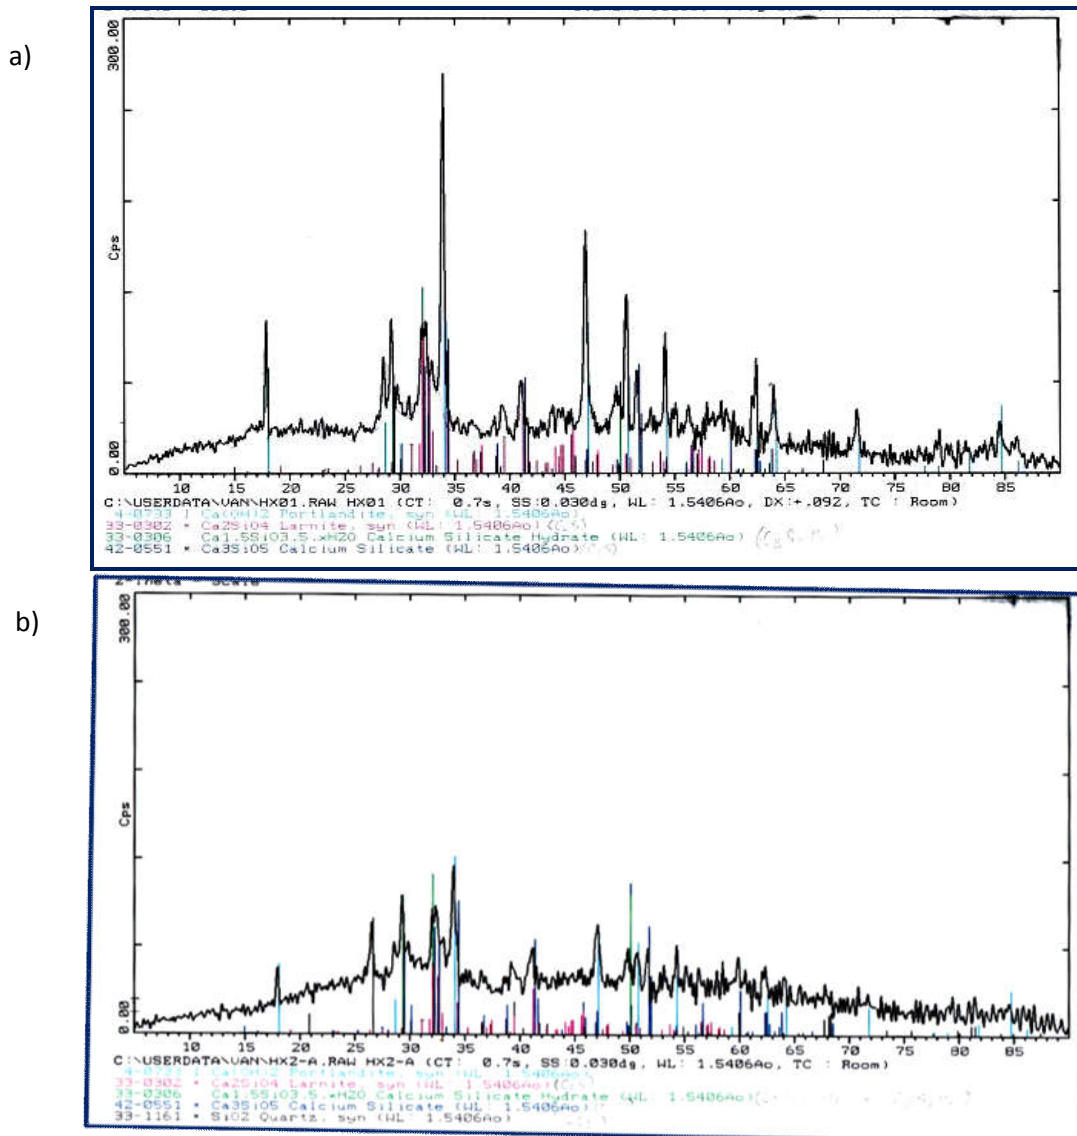 a)
300.00
Cps
0.00
10 15 20 25 30 35 40 45 50 55 60 65 70 75 80 85
C:\USERDATA\VAN\HX01.RAW HX01 (CT: 0.7s, SS:0.030dg, WL: 1.5406Ao, DX:+.092, TC : Room)
4-0733 I Ca(OH)2 Portlandite, syn (WL: 1.5406Ao)
33-0302 * Ca2SiO4 Larnite, syn (WL: 1.5406Ao)
33-0306 Ca1.5SiO3.5.xH2O Calcium Silicate Hydrate (WL: 1.5406Ao)
42-0551 * Ca3SiO5 Calcium Silicate (WL: 1.5406Ao)
b)
2-Theta - Scale
300.00
Cps
0.00
10 15 20 25 30 35 40 45 50 55 60 65 70 75 80 85
C:\USERDATA\VAN\HX2-A.RAW HX2-A (CT: 0.7s, SS:0.030dg, WL: 1.5406Ao, TC : Room)
4-0733 I Ca(OH)2 Portlandite, syn (WL: 1.5406Ao)
33-0302 * Ca2SiO4 Larnite, syn (WL: 1.5406Ao)
33-0306 Ca1.5SiO3.5.xH2O Calcium Silicate Hydrate (WL: 1.5406Ao)
42-0551 * Ca3SiO5 Calcium Silicate (WL: 1.5406Ao)
33-1161 * SiO2 Quartz, syn (WL: 1.5406Ao)